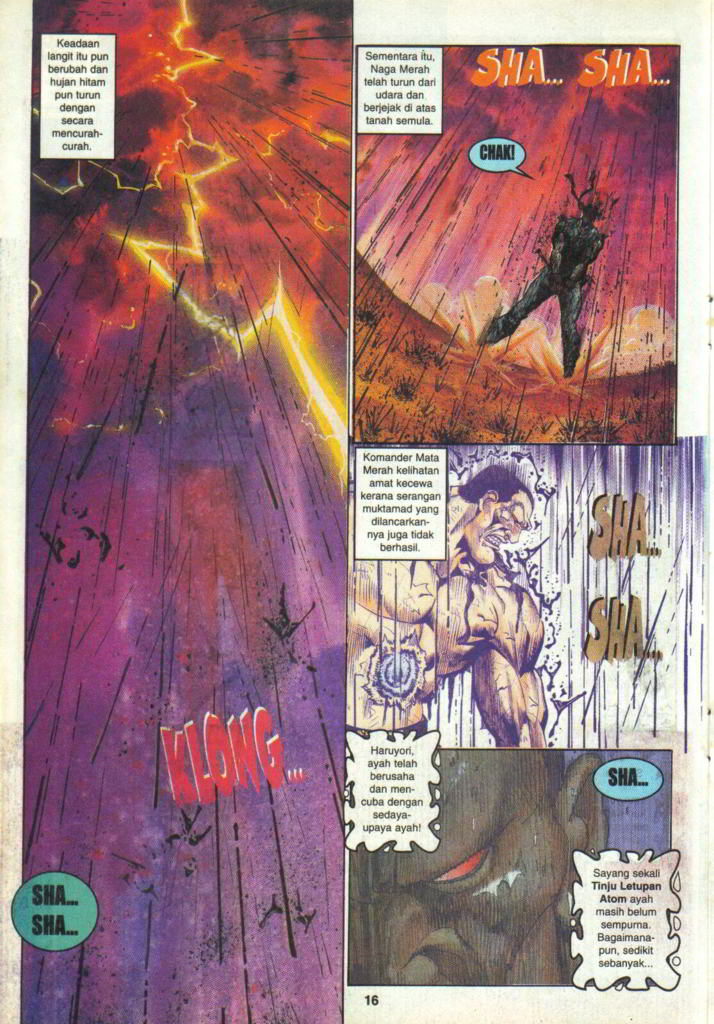 Keadaan
langit itu pun
berubah dan
hujan hitam
pun turun
dengan
secara
mencurah-
curah.
KLONG...
SHA...
SHA...
Sementara itu,
Naga Merah
telah turun dari
udara dan
berjejak di atas
tanah semula.
SHA... SHA...
CHAK!
Komander Mata
Merah kelihatan
amat kecewa
kerana serangan
muktamad yang
dilancarkan-
nya juga tidak
berhasil.
SHA...
SHA...
Haruyori,
ayah telah
berusaha
dan men-
cuba dengan
sedaya-
upaya ayah!
SHA...
Sayang sekali
Tinju Letupan
Atom ayah
masih belum
sempurna.
Bagaimana-
pun, sedikit
sebanyak...
16